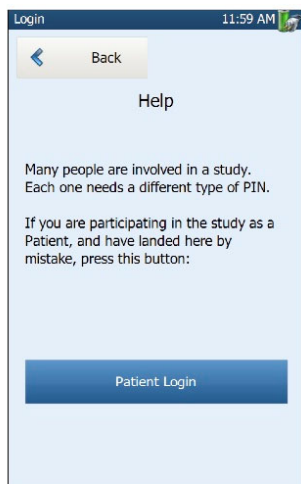 Login 11:59 AM
Back
Help
Many people are involved in a study.
Each one needs a different type of PIN.
If you are participating in the study as a
Patient, and have landed here by
mistake, press this button:
Patient Login